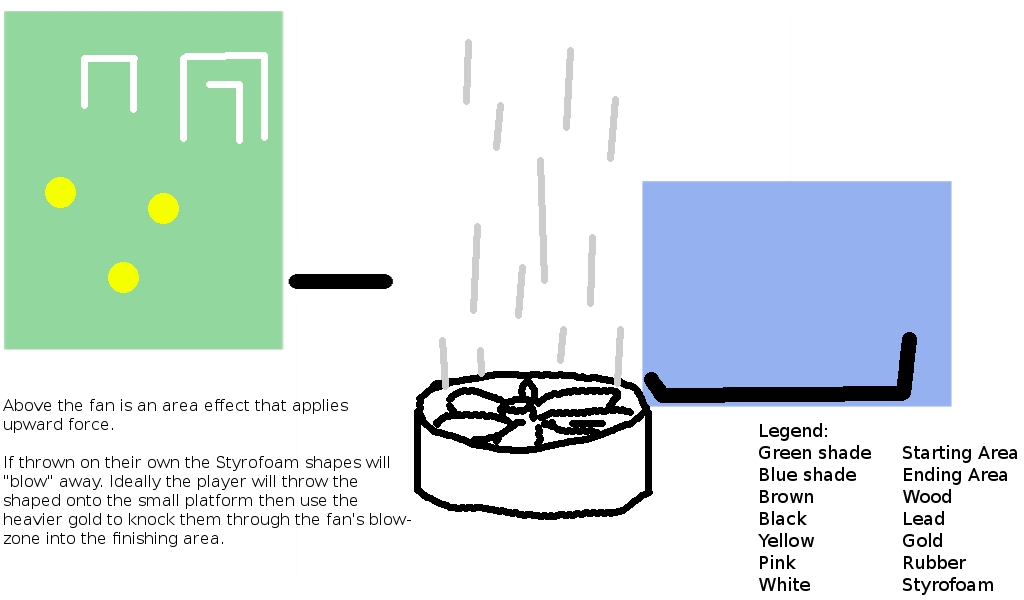 Above the fan is an area effect that applies
upward force.
If thrown on their own the Styrofoam shapes will
"blow" away. Ideally the player will throw the
shaped onto the small platform then use the
heavier gold to knock them through the fan's blow-
zone into the finishing area.
Legend:
Green shade Starting Area
Blue shade Ending Area
Brown Wood
Black Lead
Yellow Gold
Pink Rubber
White Styrofoam